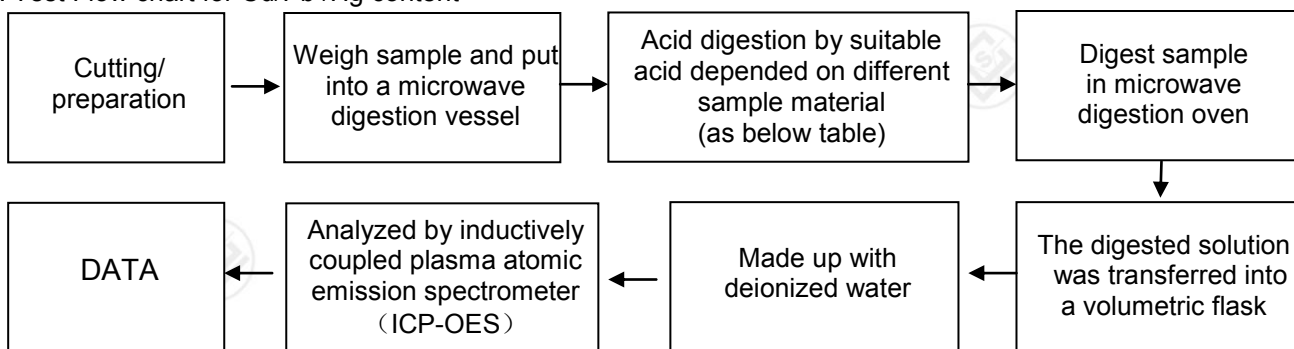 Cutting/
preparation
Weigh sample and put
into a microwave
digestion vessel
Acid digestion by suitable
acid depended on different
sample material
(as below table)
Digest sample
in microwave
digestion oven
The digested solution
was transferred into
a volumetric flask
Made up with
deionized water
Analyzed by inductively
coupled plasma atomic
emission spectrometer
（ICP-OES）
DATA